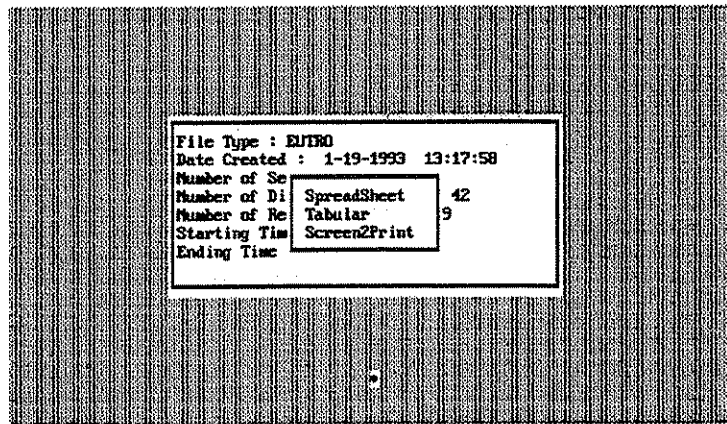 File Type : EUTRO
Date Created : 1-19-1993 13:17:58
Number of Se
Number of Di SpreadSheet 42
Number of Re Tabular 9
Starting Tim Screen2Print
Ending Time